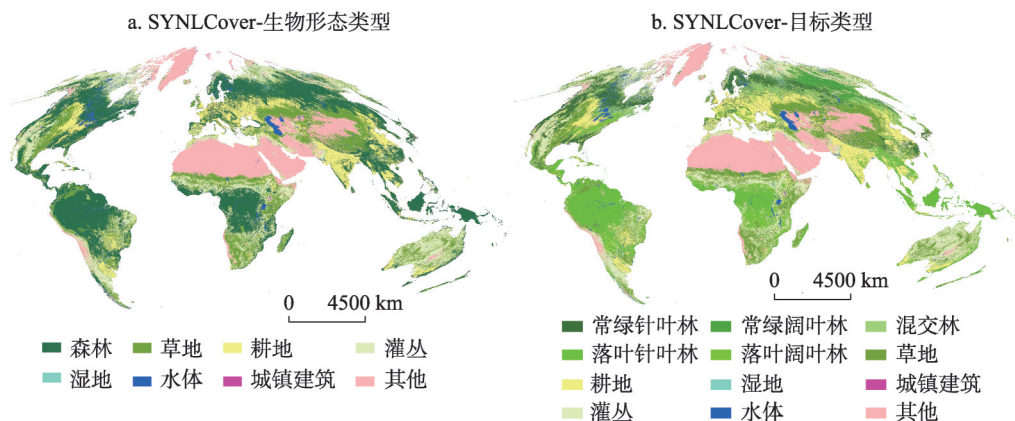 a. SYNLCover-生物形态类型
b. SYNLCover-目标类型
0 4500 km
森林 草地 耕地 灌丛
湿地 水体 城镇建筑 其他
0 4500 km
常绿针叶林 常绿阔叶林 混交林
落叶针叶林 落叶阔叶林 草地
耕地 湿地 城镇建筑
灌丛 水体 其他